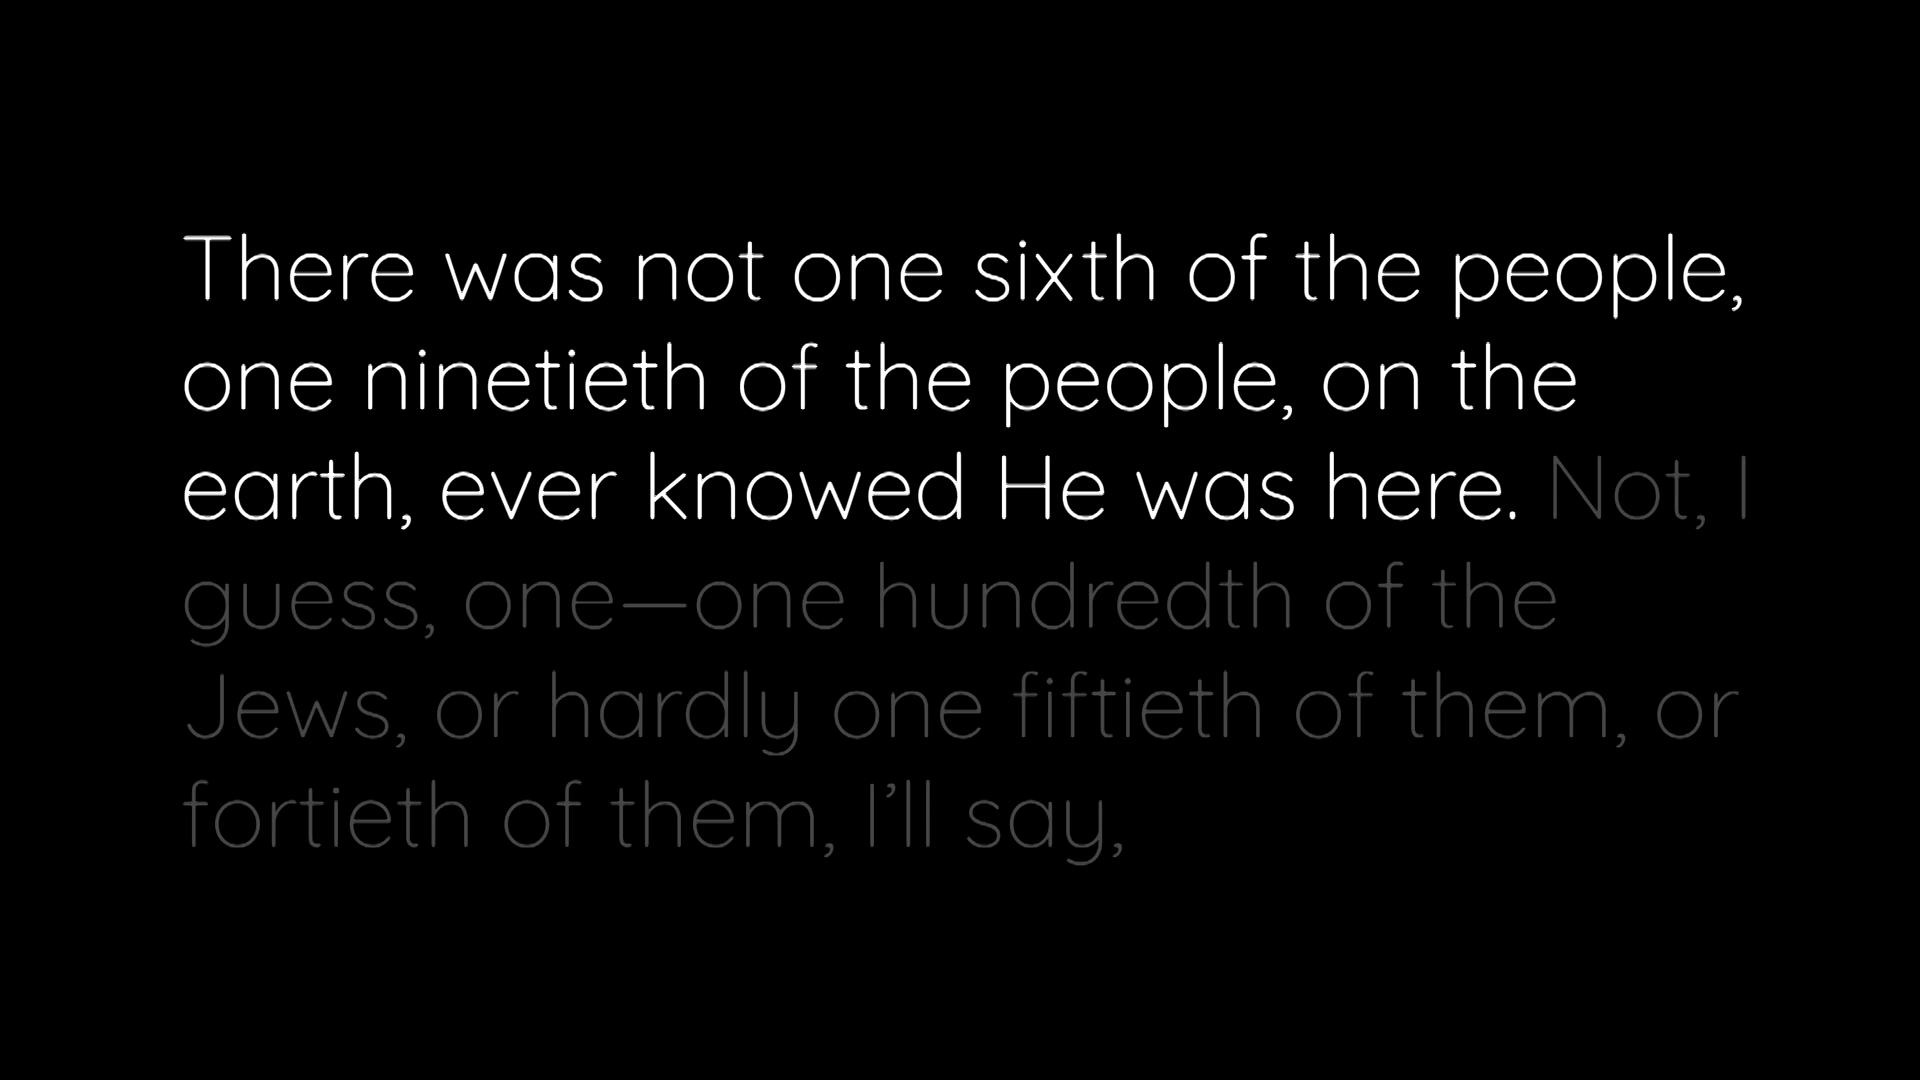 There was not one sixth of the people,
one ninetieth of the people, on the
earth, ever knowed He was here. Not, I
guess, one—one hundredth of the
Jews, or hardly one fiftieth of them, or
fortieth of them, I’ll say,